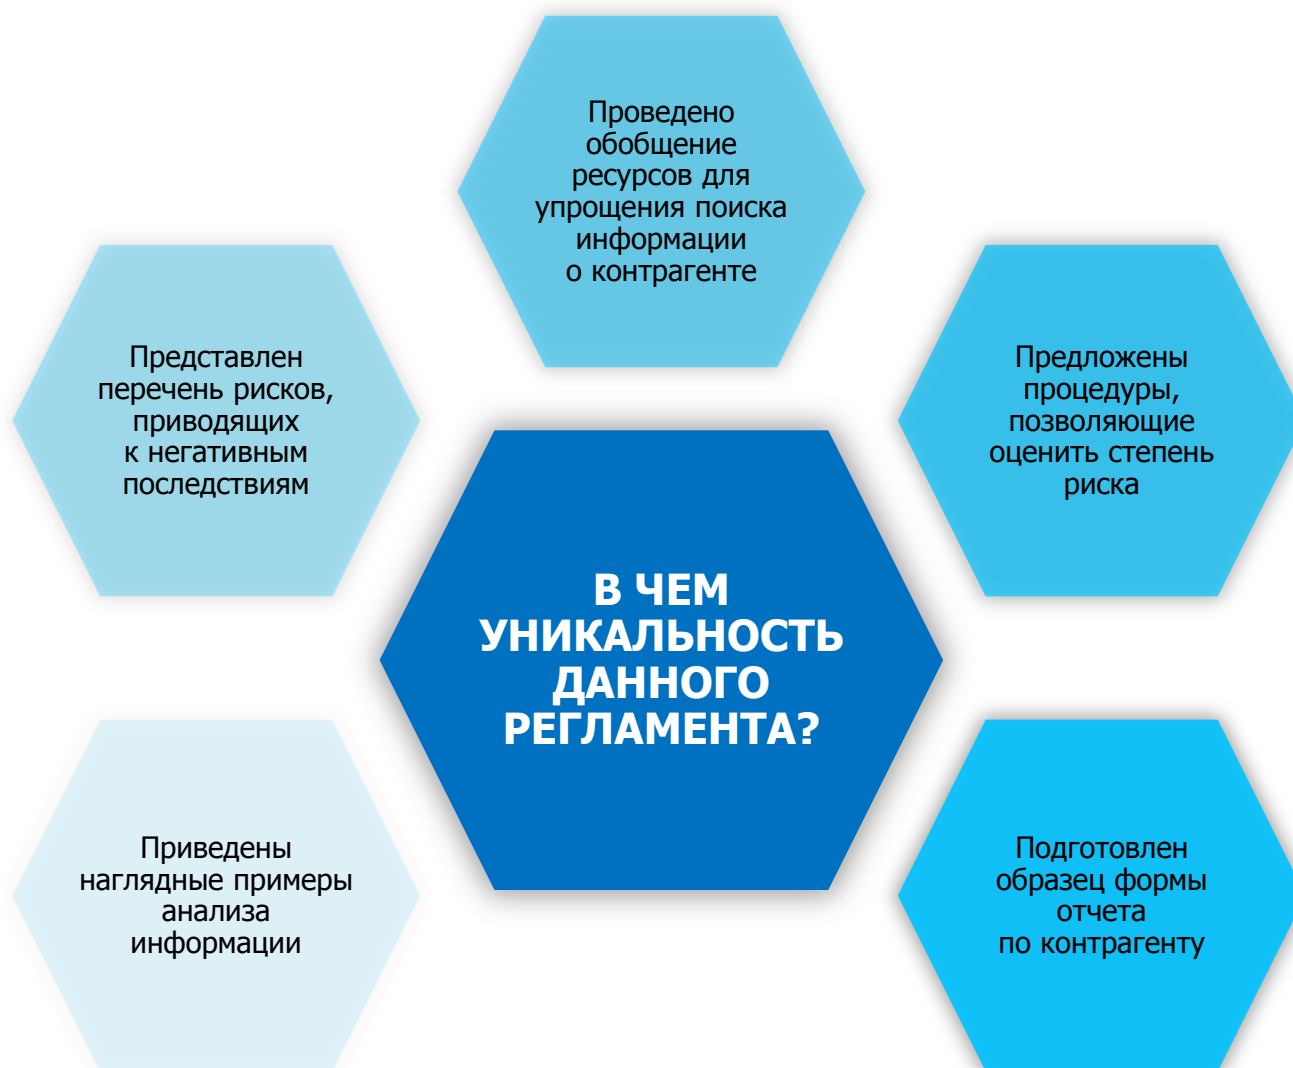 Проведено
обобщение
ресурсов для
упрощения поиска
информации
о контрагенте
Представлен
перечень рисков,
приводящих
к негативным
последствиям
Предложены
процедуры,
позволяющие
оценить степень
риска
В ЧЕМ
УНИКАЛЬНОСТЬ
ДАННОГО
РЕГЛАМЕНТА?
Приведены
наглядные примеры
анализа
информации
Подготовлен
образец формы
отчета
по контрагенту